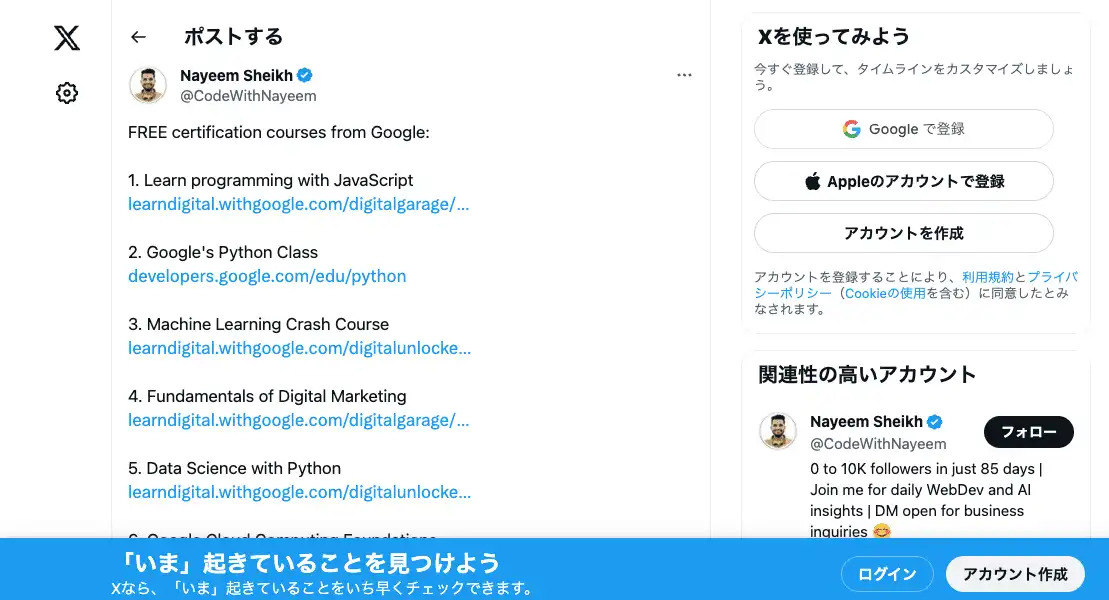 ポストする
Nayeem Sheikh
@CodeWithNayeem
FREE certification courses from Google:
1. Learn programming with JavaScript
learndigital.withgoogle.com/digitalgarage/…
2. Google's Python Class
developers.google.com/edu/python
3. Machine Learning Crash Course
learndigital.withgoogle.com/digitalunlocke…
4. Fundamentals of Digital Marketing
learndigital.withgoogle.com/digitalgarage/…
5. Data Science with Python
learndigital.withgoogle.com/digitalunlocke…
6. Google Cloud Computing Foundations
Xを使ってみよう
今すぐ登録して、タイムラインをカスタマイズしましょ
う。
Google で登録
Appleのアカウントで登録
アカウントを作成
アカウントを登録することにより、利用規約とプライバ
シーポリシー（Cookieの使用を含む）に同意したとみ
なされます。
関連性の高いアカウント
Nayeem Sheikh
@CodeWithNayeem
フォロー
0 to 10K followers in just 85 days |
Join me for daily WebDev and AI
insights | DM open for business
inquiries 😊
「いま」起きていることを見つけよう
Xなら、「いま」起きていることをいち早くチェックできます。
ログイン
アカウント作成